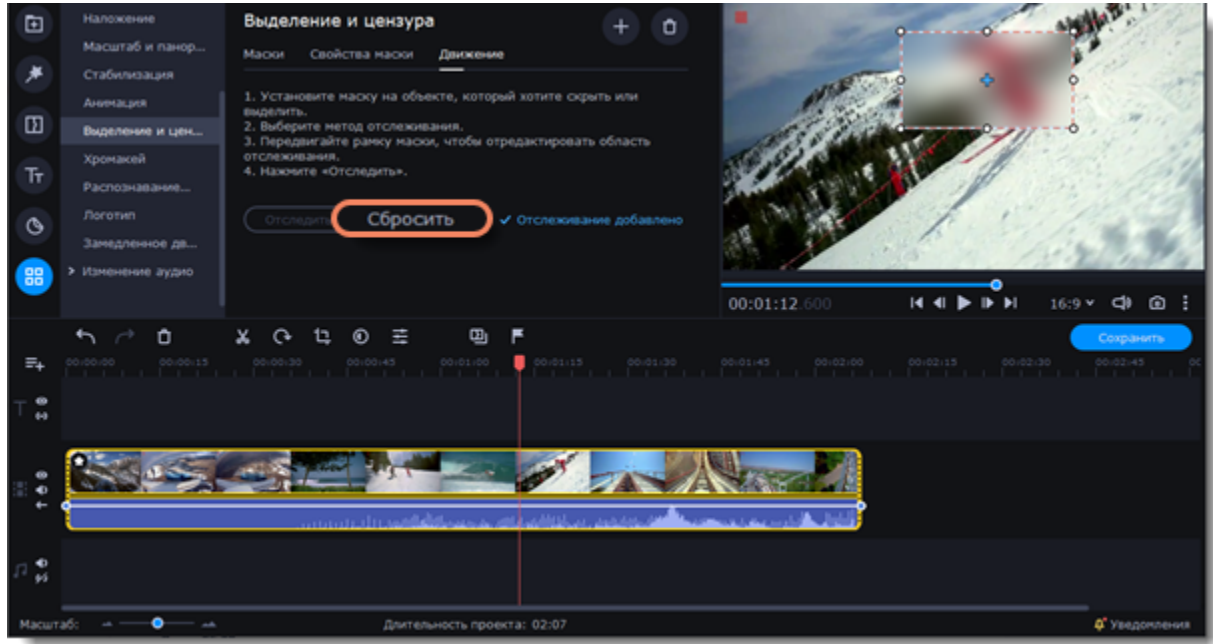 Наложение
Масштаб и панор...
Стабилизация
Анимация
Выделение и цен...
Хромакей
Распознавание...
Логотип
Замедленное дв...
Изменение аудио
Выделение и цензура
Маски Свойства маски Движение
1. Установите маску на объекте, который хотите скрыть или
выделить.
2. Выберите метод отслеживания.
3. Передвигайте рамку маски, чтобы отредактировать область
отслеживания.
4. Нажмите «Отследить».
Сбросить
Отслеживание добавлено
00:01:12.600 16:9
Сохранить
00:00:00 00:00:15 00:00:30 00:00:45 00:01:00 00:01:15 00:01:30 00:01:45 00:02:00 00:02:15 00:02:30 00:02:45
Масштаб: Длительность проекта: 02:07 Уведомления